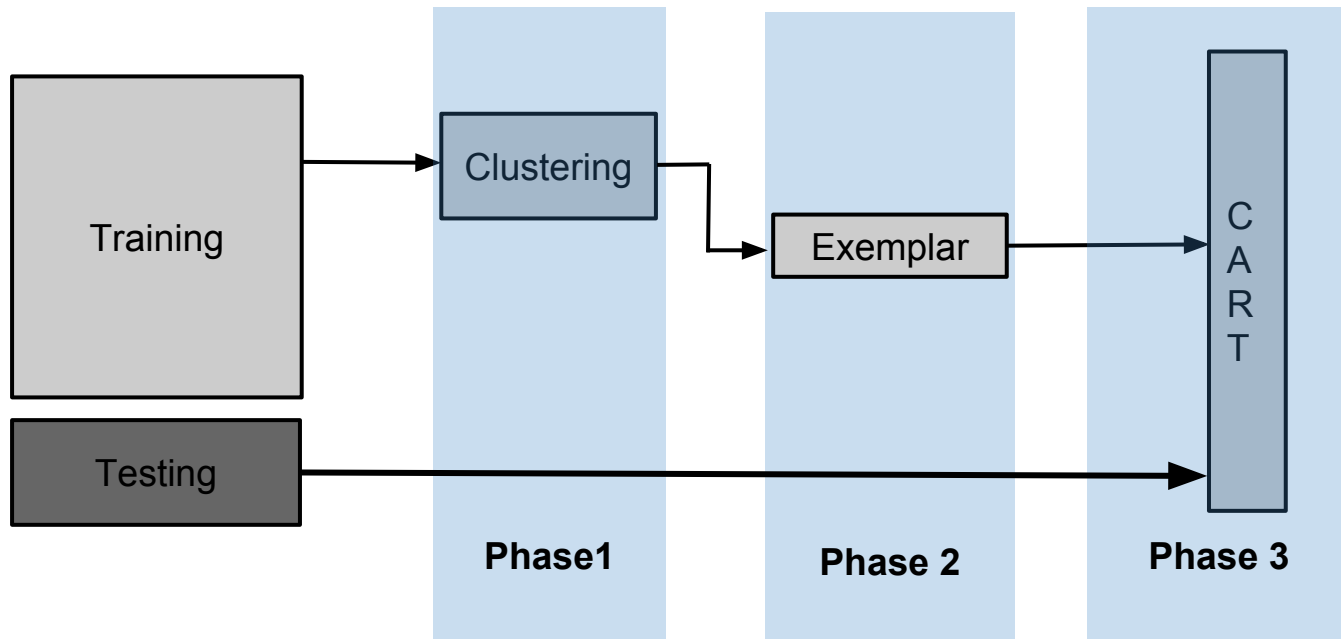 Training
Clustering
Exemplar
C
A
R
T
Testing
Phase1
Phase 2
Phase 3